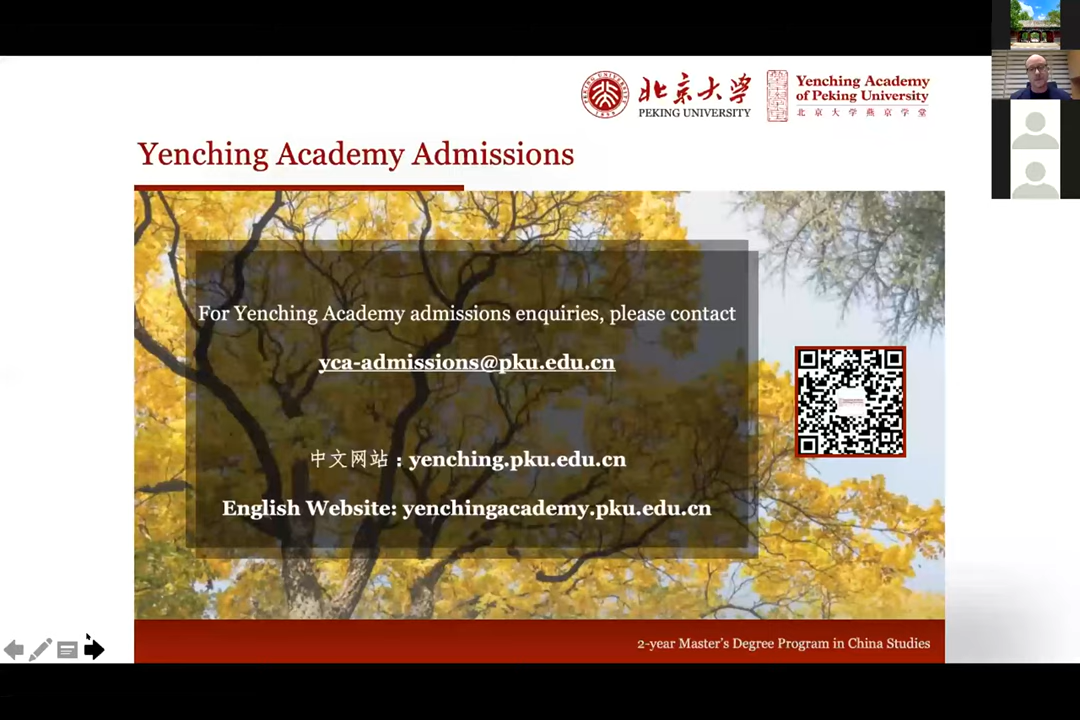 北京大学
PEKING UNIVERSITY
Yenching Academy
of Peking University
北京大学燕京学堂
Yenching Academy Admissions
For Yenching Academy admissions enquiries, please contact
yca-admissions@pku.edu.cn
中文网站：yenching.pku.edu.cn
English Website: yenchingacademy.pku.edu.cn
2-year Master's Degree Program in China Studies